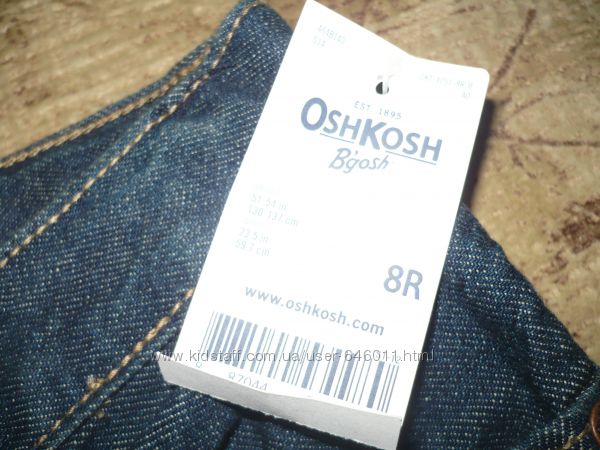 EST. 1895
OSHKOSH
B'gosh
51-54 in
130-137 cm
23.5 in
59.7 cm
8R
www.oshkosh.com
www.kidstaff.com.ua/user-646011.html
87044